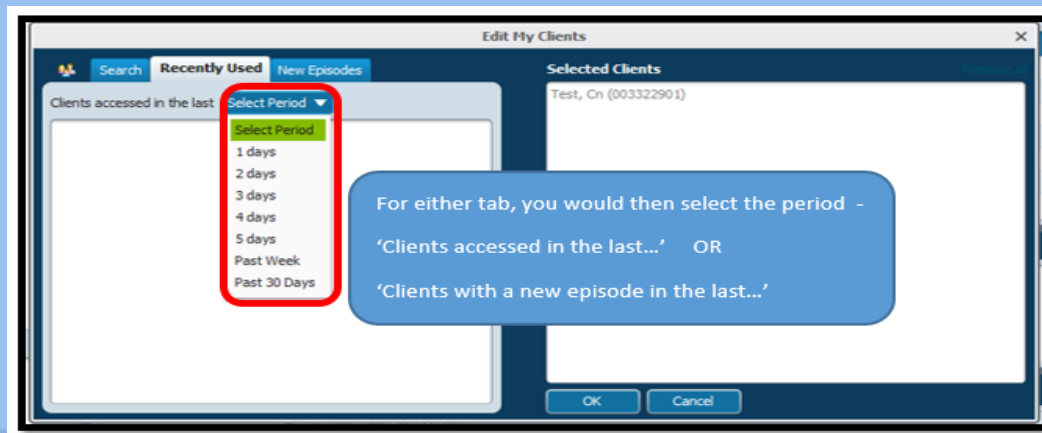 Edit My Clients
Search Recently Used New Episodes
Selected Clients
Remove all
Clients accessed in the last Select Period
Test, Cn (003322901)
Select Period
1 days
2 days
3 days
4 days
5 days
Past Week
Past 30 Days
For either tab, you would then select the period -
‘Clients accessed in the last...’ OR
‘Clients with a new episode in the last...’
OK Cancel